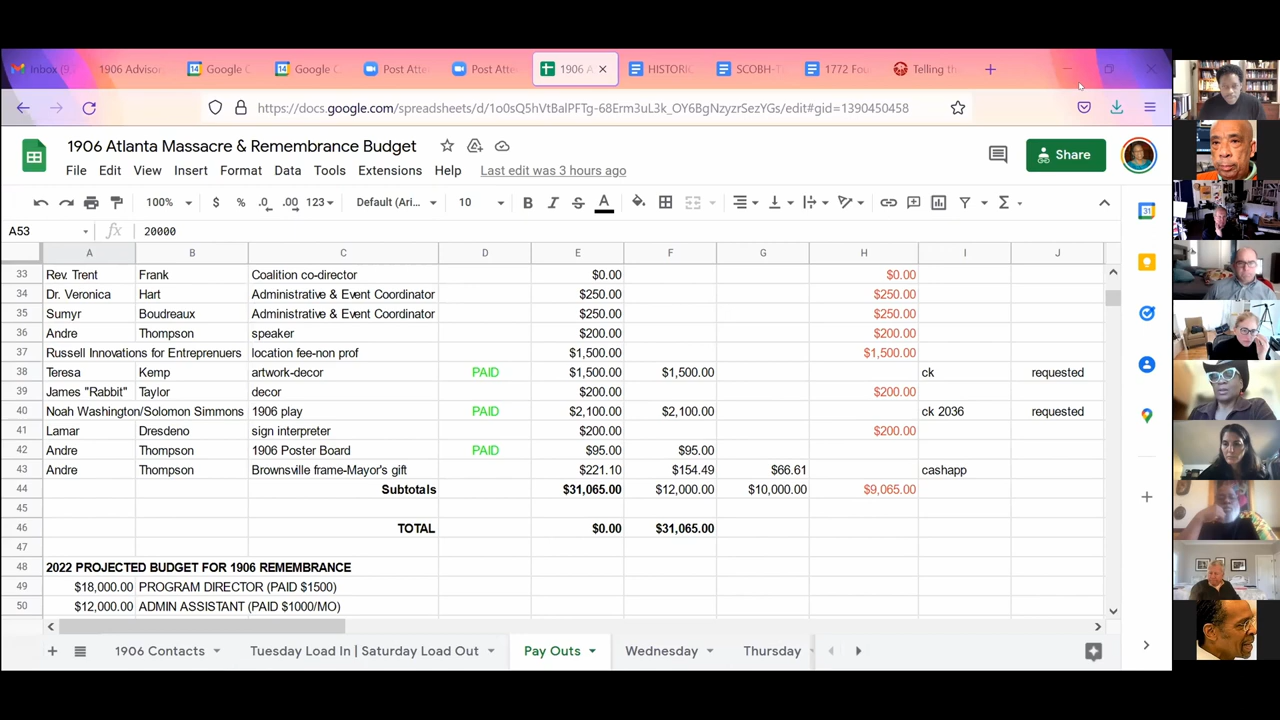 Inbox (9
1906 Advisor
Google C
Google C
Post Atte
Post Atte
1906 A
HISTORIC
SCOBH-T
1772 Fou
Telling th
https://docs.google.com/spreadsheets/d/1o0sQ5hVtBalPFTg-68Erm3uL3k_OY6BgNzyzrSezYGs/edit#gid=1390450458
1906 Atlanta Massacre & Remembrance Budget
Share
File Edit View Insert Format Data Tools Extensions Help Last edit was 3 hours ago
100% $ % .0 .00 123 Default (Ari... 10 B I S A
A53 fx 20000
A B C D E F G H I J
33 Rev. Trent Frank Coalition co-director $0.00 $0.00
34 Dr. Veronica Hart Administrative & Event Coordinator $250.00 $250.00
35 Sumyr Boudreaux Administrative & Event Coordinator $250.00 $250.00
36 Andre Thompson speaker $200.00 $200.00
37 Russell Innovations for Entreprenuers location fee-non prof $1,500.00 $1,500.00
38 Teresa Kemp artwork-decor PAID $1,500.00 $1,500.00 ck requested
39 James "Rabbit" Taylor decor $200.00 $200.00
40 Noah Washington/Solomon Simmons 1906 play PAID $2,100.00 $2,100.00 ck 2036 requested
41 Lamar Dresdeno sign interpreter $200.00 $200.00
42 Andre Thompson 1906 Poster Board PAID $95.00 $95.00
43 Andre Thompson Brownsville frame-Mayor's gift $221.10 $154.49 $66.61 cashapp
44 Subtotals $31,065.00 $12,000.00 $10,000.00 $9,065.00
45
46 TOTAL $0.00 $31,065.00
47
48 2022 PROJECTED BUDGET FOR 1906 REMEMBRANCE
49 $18,000.00 PROGRAM DIRECTOR (PAID $1500)
50 $12,000.00 ADMIN ASSISTANT (PAID $1000/MO)
1906 Contacts Tuesday Load In | Saturday Load Out Pay Outs Wednesday Thursday